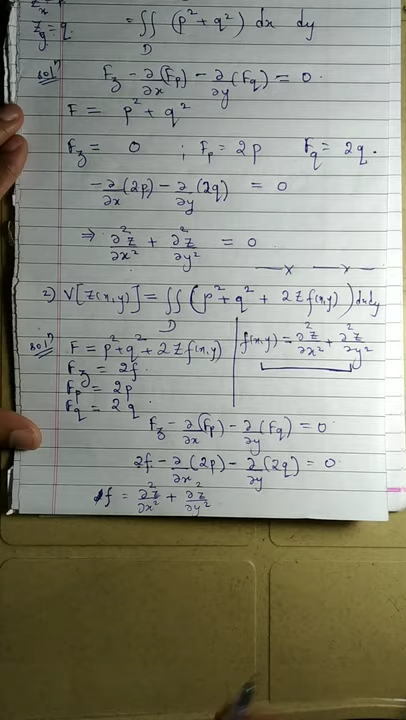 z_x
z_y = q. = ∬_D (p² + q²) dx dy
solⁿ F_z - ∂/∂x (F_p) - ∂/∂y (F_q) = 0.
F = p² + q²
F_z = 0 ; F_p = 2p F_q = 2q.
-∂/∂x (2p) - ∂/∂y (2q) = 0
⇒ ∂²z/∂x² + ∂²z/∂y² = 0
— x — x —
2) V[z(x,y)] = ∬_D (p² + q² + 2z f(x,y)) dx dy
solⁿ F = p² + q² + 2z f(x,y) | f(x,y) = ∂²z/∂x² + ∂²z/∂y²
F_z = 2f.
F_p = 2p
F_q = 2q
F_z - ∂/∂x (F_p) - ∂/∂y (F_q) = 0
2f - ∂/∂x (2p) - ∂/∂y (2q) = 0
f = ∂²z/∂x² + ∂²z/∂y²